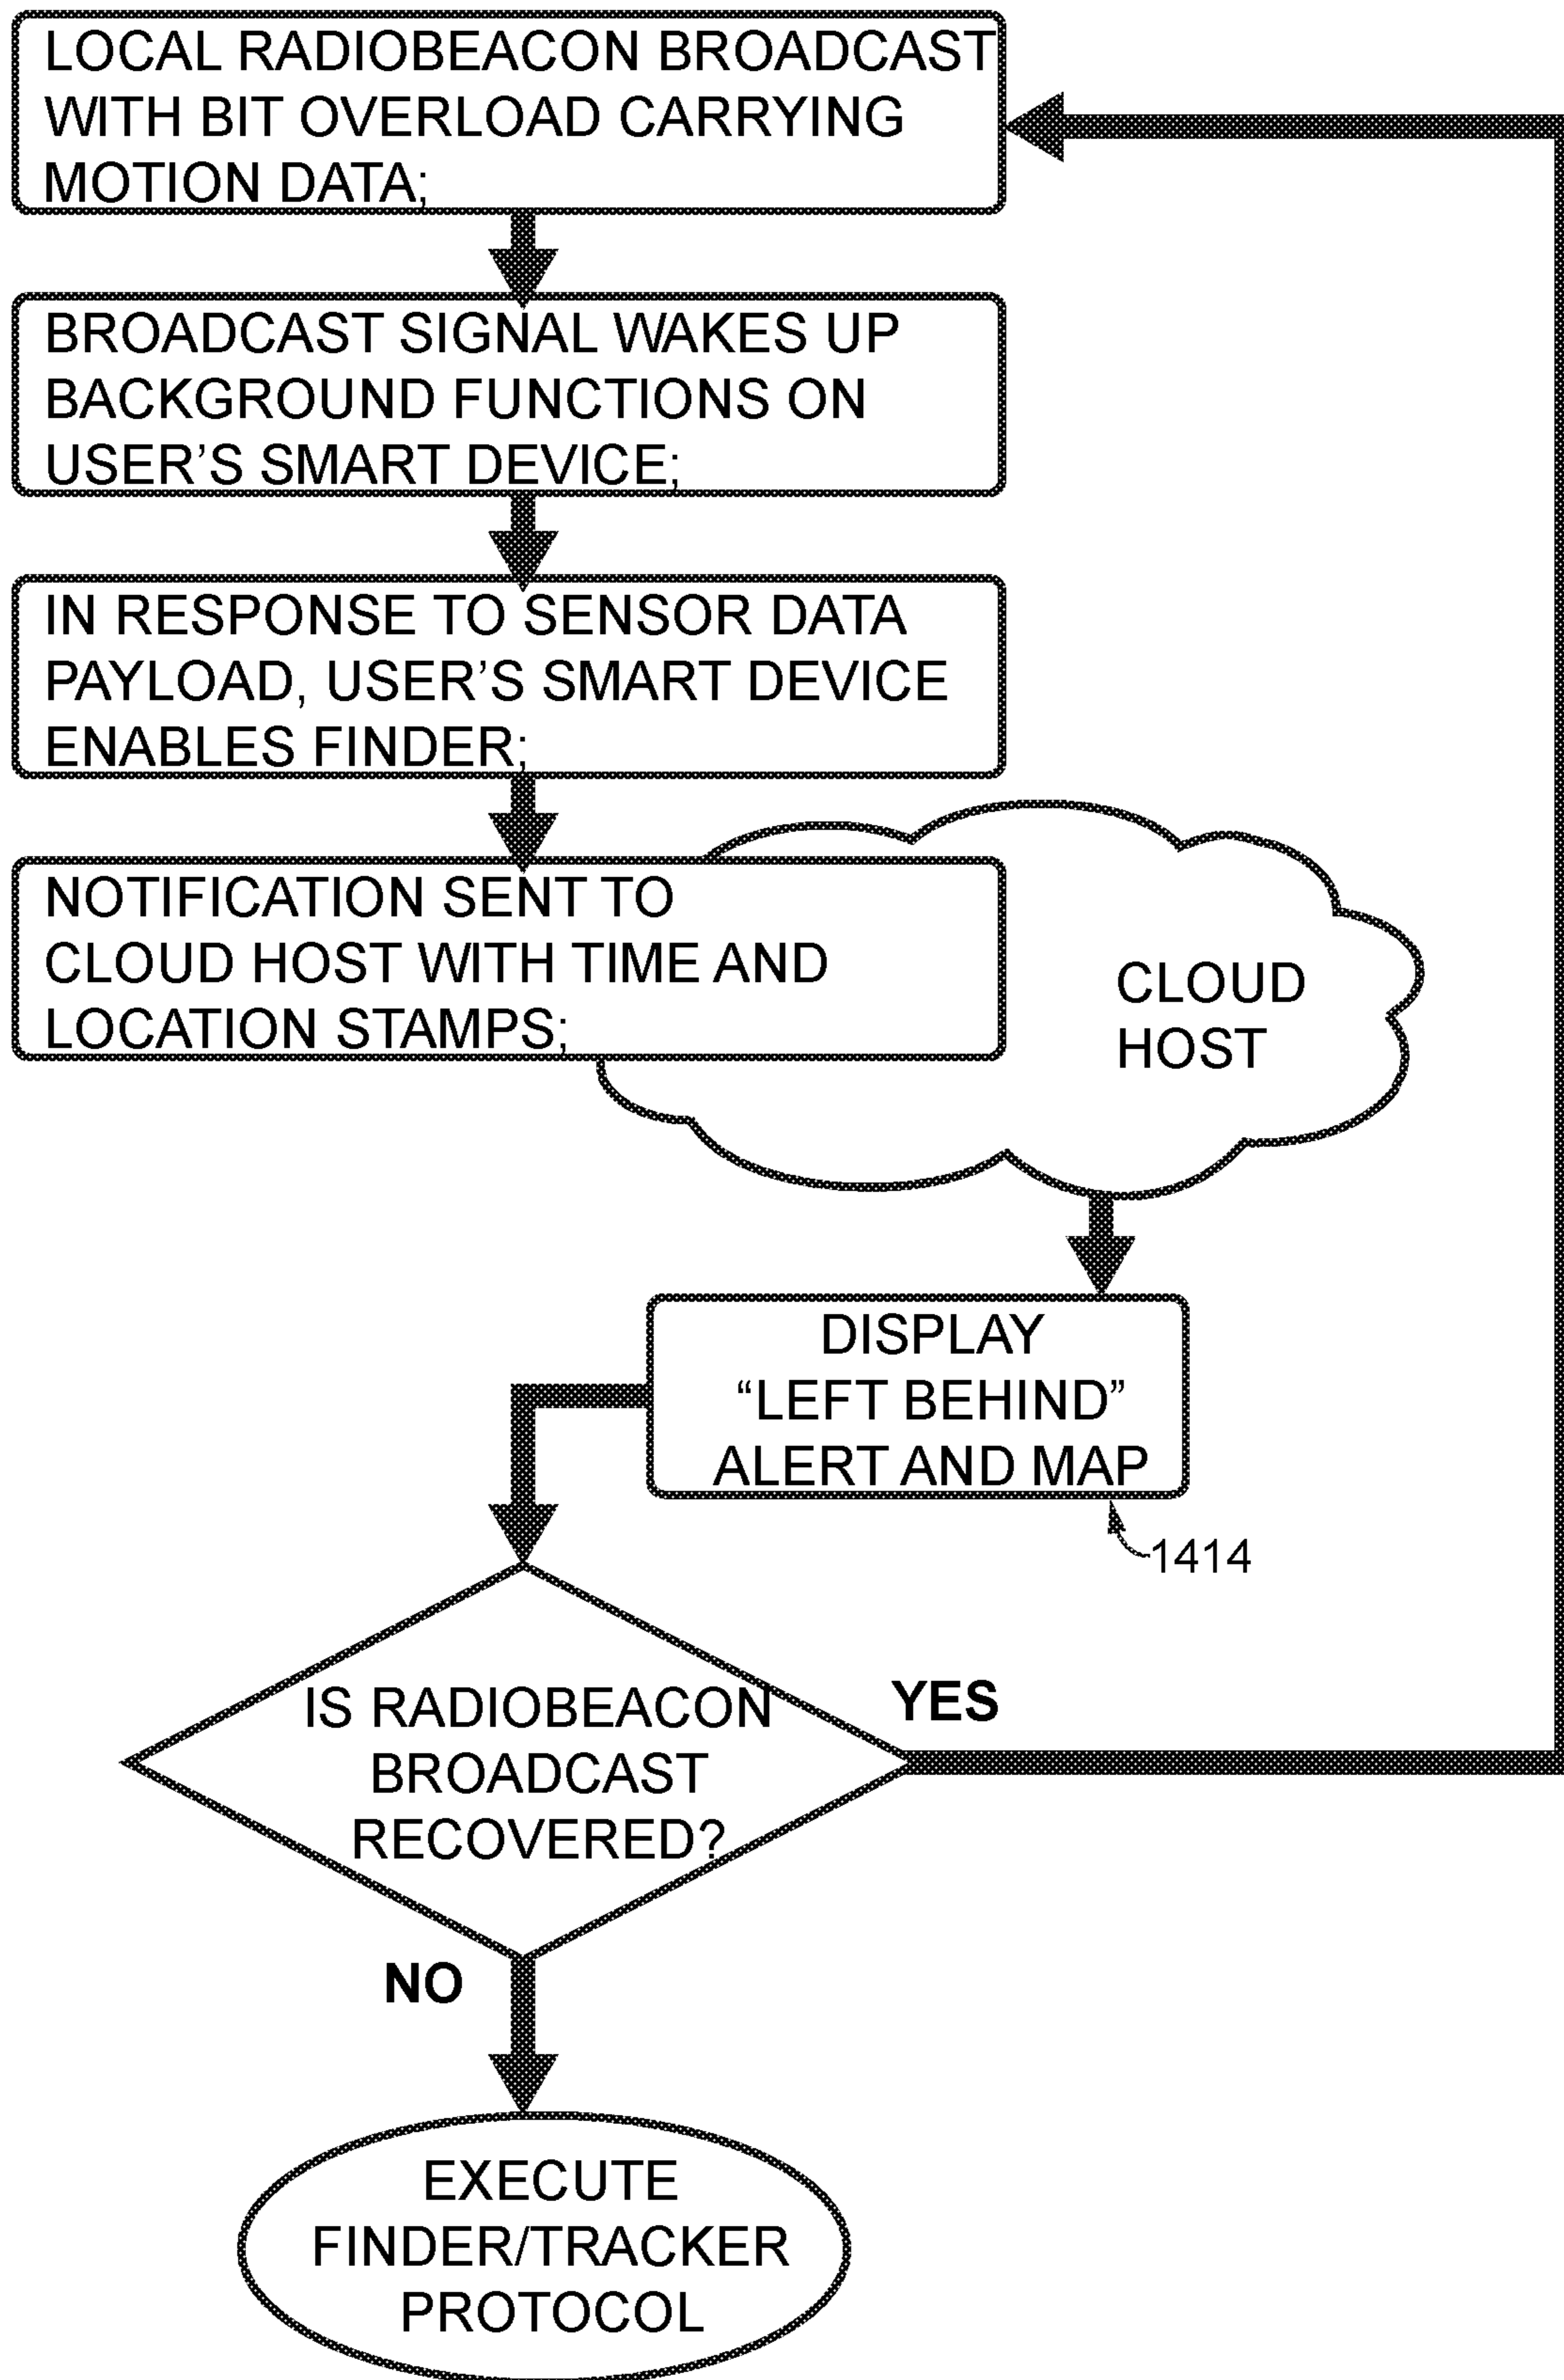 LOCAL RADIOBEACON BROADCAST
WITH BIT OVERLOAD CARRYING
MOTION DATA;
BROADCAST SIGNAL WAKES UP
BACKGROUND FUNCTIONS ON
USER’S SMART DEVICE;
IN RESPONSE TO SENSOR DATA
PAYLOAD, USER’S SMART DEVICE
ENABLES FINDER;
NOTIFICATION SENT TO
CLOUD HOST WITH TIME AND
LOCATION STAMPS;
CLOUD
HOST
DISPLAY
“LEFT BEHIND”
ALERT AND MAP
1414
IS RADIOBEACON
BROADCAST
RECOVERED?
YES
NO
EXECUTE
FINDER/TRACKER
PROTOCOL